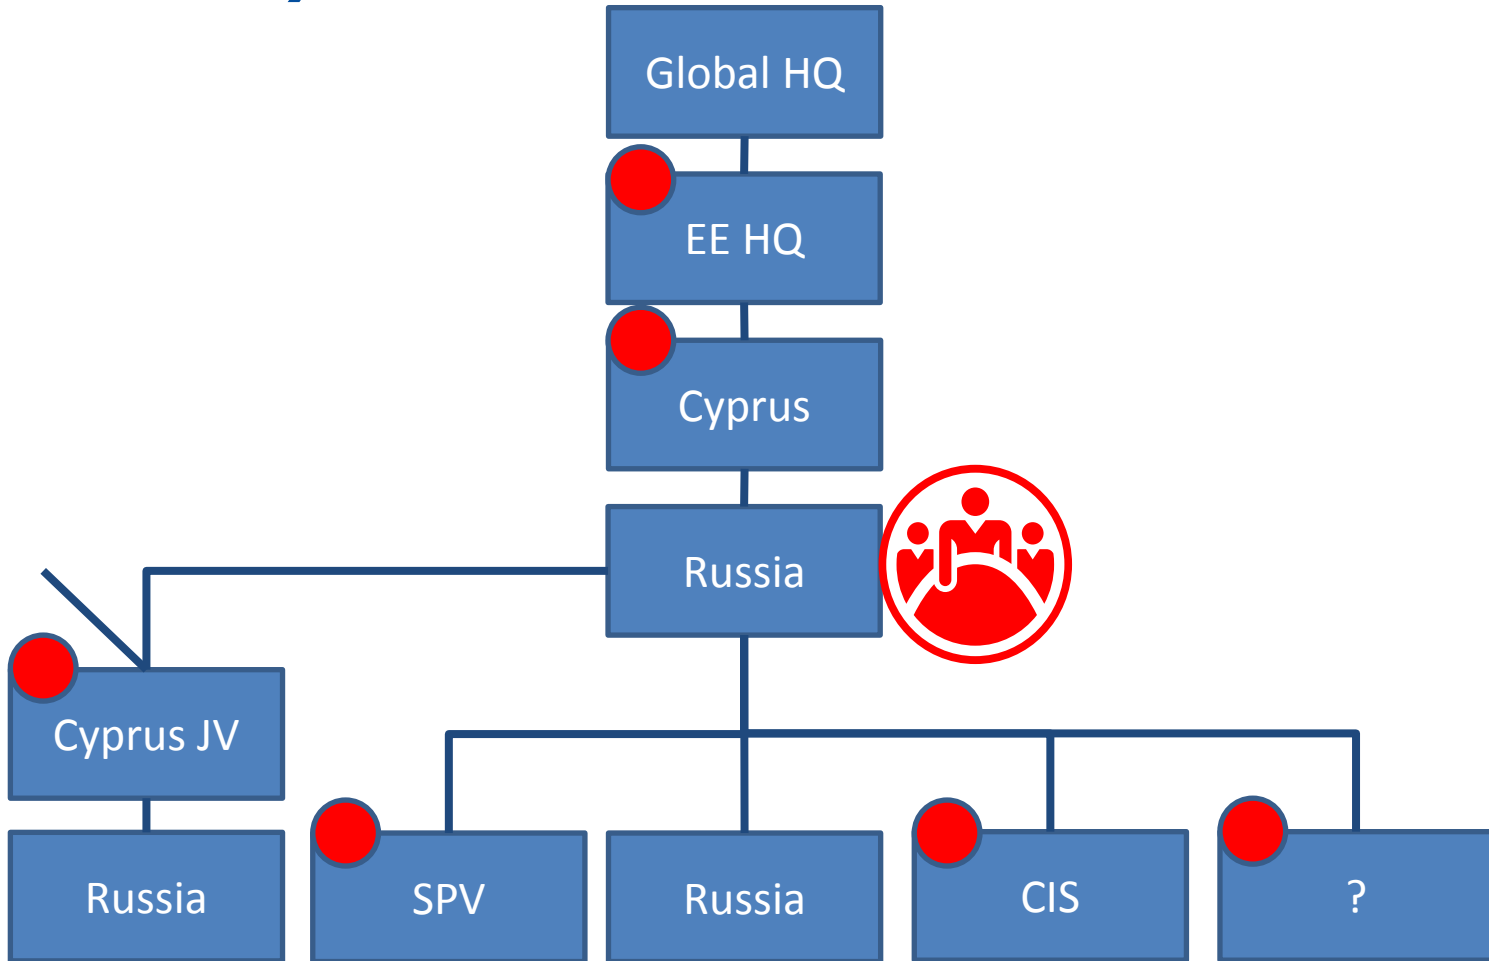 Global HQ
EE HQ
Cyprus
Russia
Cyprus JV
Russia
SPV
Russia
CIS
?